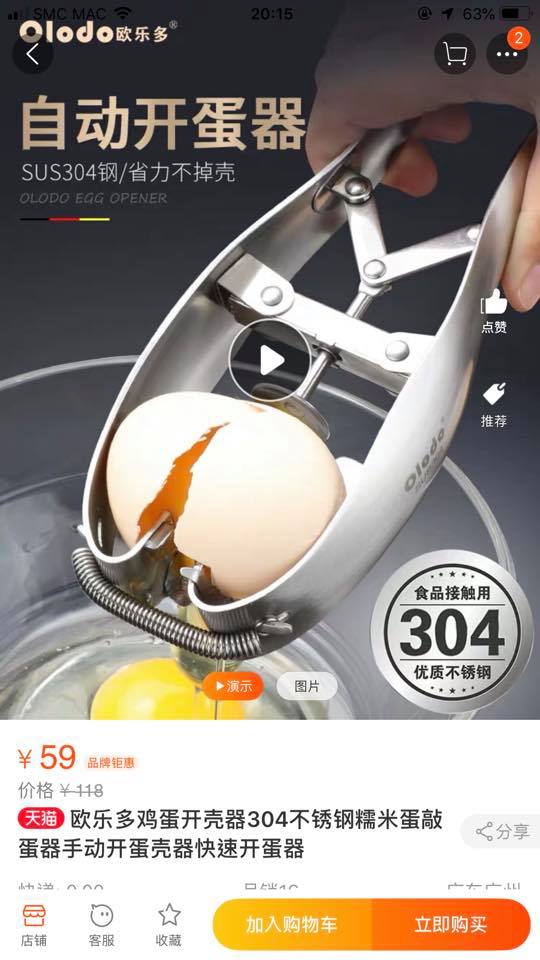 SMC MAC 20:15 63%
Olodo欧乐多®
2
自动开蛋器
SUS304钢/省力不掉壳
OLODO EGG OPENER
点赞
推荐
Olodo
食品接触用
304
优质不锈钢
演示
图片
¥ 59 品牌钜惠
价格 ¥ 118
天猫 欧乐多鸡蛋开壳器304不锈钢糯米蛋敲
蛋器手动开蛋壳器快速开蛋器
分享
店铺
客服
收藏
加入购物车
立即购买